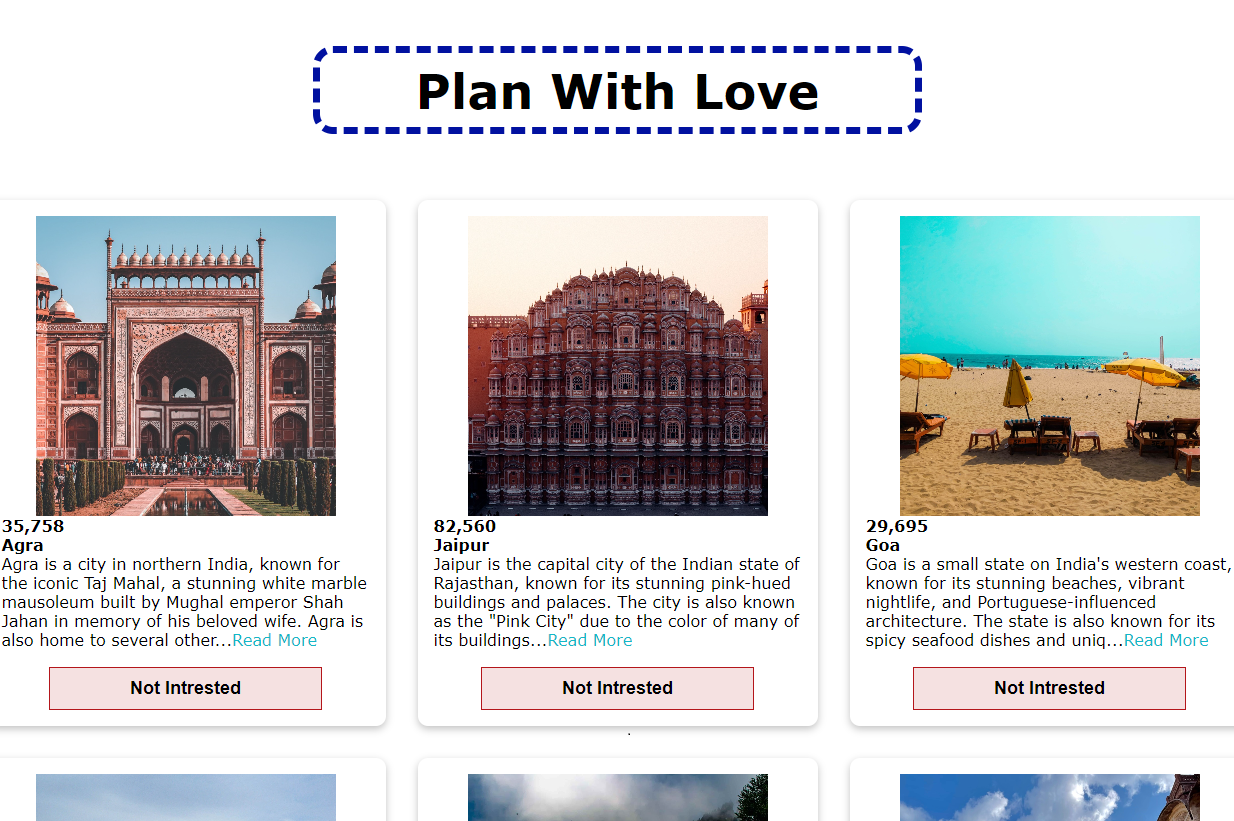 Plan With Love
35,758
Agra
Agra is a city in northern India, known for
the iconic Taj Mahal, a stunning white marble
mausoleum built by Mughal emperor Shah
Jahan in memory of his beloved wife. Agra is
also home to several other...Read More
Not Intrested
82,560
Jaipur
Jaipur is the capital city of the Indian state of
Rajasthan, known for its stunning pink-hued
buildings and palaces. The city is also known
as the "Pink City" due to the color of many of
its buildings...Read More
Not Intrested
.
29,695
Goa
Goa is a small state on India's western coast,
known for its stunning beaches, vibrant
nightlife, and Portuguese-influenced
architecture. The state is also known for its
spicy seafood dishes and uniq...Read More
Not Intrested